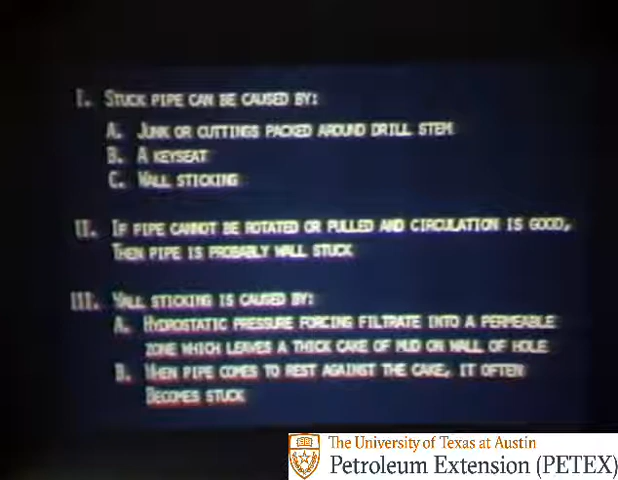 I. STUCK PIPE CAN BE CAUSED BY:
A. JUNK OR CUTTINGS PACKED AROUND DRILL STEM
B. A KEYSEAT
C. WALL STICKING
II. IF PIPE CANNOT BE ROTATED OR PULLED AND CIRCULATION IS GOOD,
THEN PIPE IS PROBABLY WALL STUCK
III. WALL STICKING IS CAUSED BY:
A. HYDROSTATIC PRESSURE FORCING FILTRATE INTO A PERMEABLE
ZONE WHICH LEAVES A THICK CAKE OF MUD ON WALL OF HOLE
B. WHEN PIPE COMES TO REST AGAINST THE CAKE, IT OFTEN
BECOMES STUCK
The University of Texas at Austin
Petroleum Extension (PETEX)